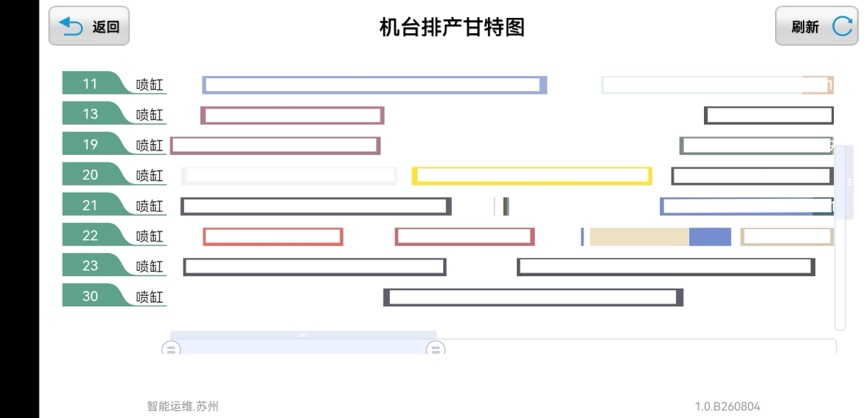 返回
机台排产甘特图
刷新
11 喷缸
13 喷缸
19 喷缸
20 喷缸
21 喷缸
22 喷缸
23 喷缸
30 喷缸
智能运维.苏州
1.0.B260804